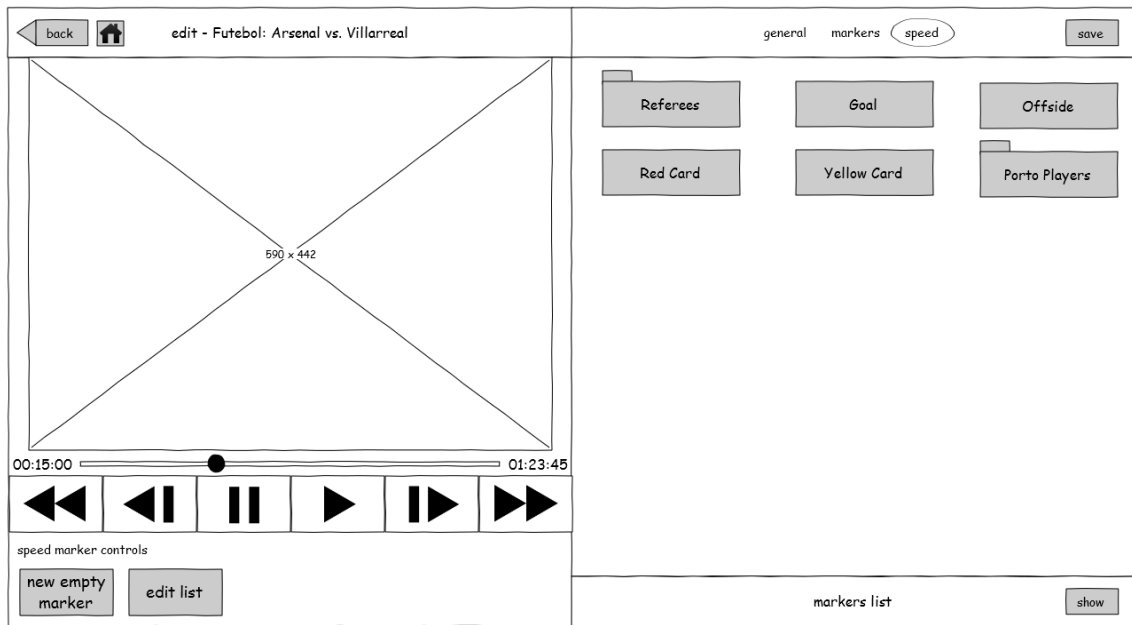 back
edit - Futebol: Arsenal vs. Villarreal
general
markers
speed
save
590 x 442
00:15:00
01:23:45
speed marker controls
new empty
marker
edit list
Referees
Goal
Offside
Red Card
Yellow Card
Porto Players
markers list
show